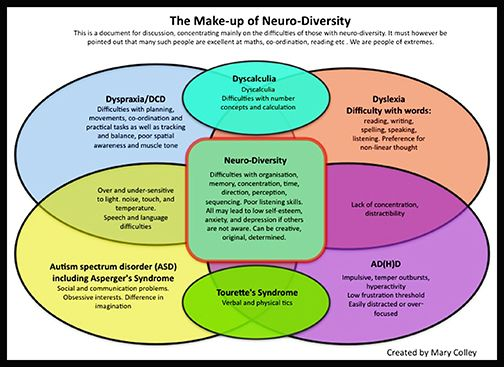 The Make-up of Neuro-Diversity
This is a document for discussion, concentrating mainly on the difficulties of those with neuro-diversity. It must however be
pointed out that many such people are excellent at maths, co-ordination, reading etc . We are people of extremes.
Dyspraxia/DCD
Difficulties with planning,
movements, co-ordination and
practical tasks as well as tracking
and balance, poor spatial
awareness and muscle tone
Dyscalculia
Dyscalculia
Difficulties with number
concepts and calculation
Dyslexia
Difficulty with words:
reading, writing,
spelling, speaking,
listening. Preference for
non-linear thought
Neuro-Diversity
Difficulties with organisation,
memory, concentration, time,
direction, perception,
sequencing. Poor listening skills.
All may lead to low self-esteem,
anxiety, and depression if others
are not aware. Can be creative,
original, determined.
Over and under-sensitive
to light. noise, touch, and
temperature.
Speech and language
difficulties
Lack of concentration,
distractibility
Autism spectrum disorder (ASD)
including Asperger's Syndrome
Social and communication problems.
Obsessive interests. Difference in
imagination
Tourette's Syndrome
Verbal and physical tics
AD(H)D
Impulsive, temper outbursts,
hyperactivity
Low frustration threshold
Easily distracted or over-
focused
Created by Mary Colley